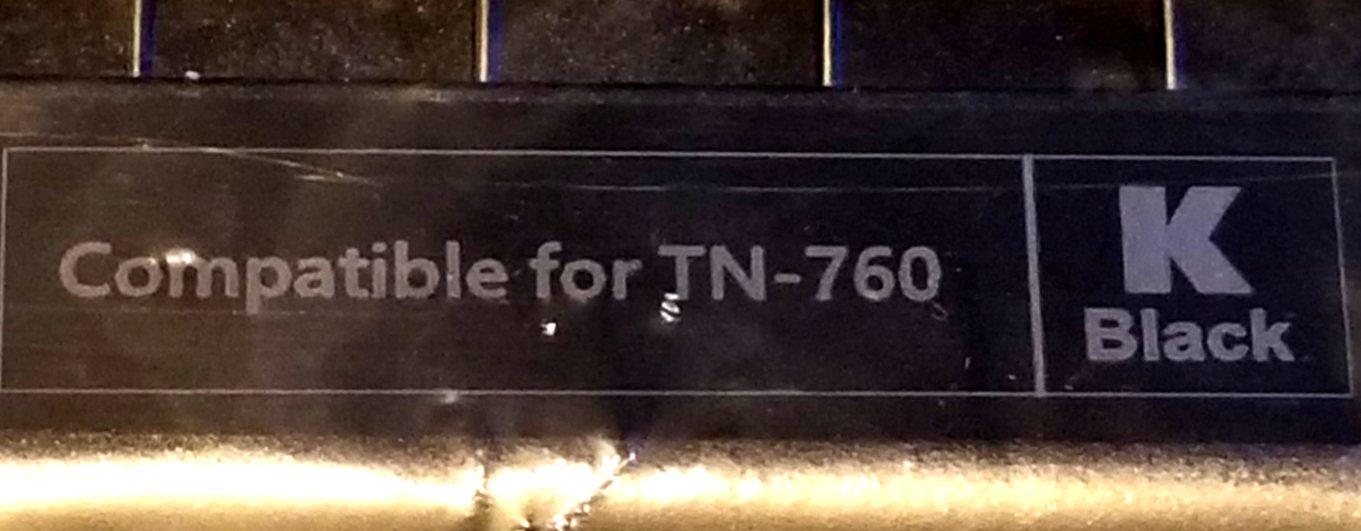 Compatible for TN-760
K
Black